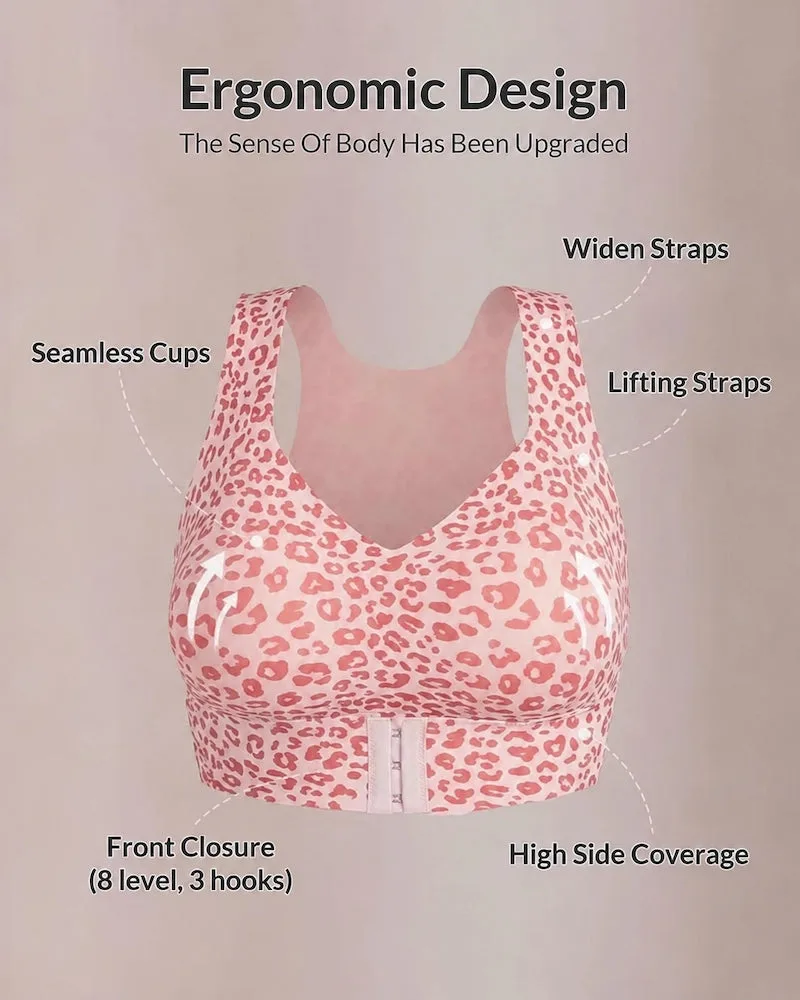 Ergonomic Design
The Sense Of Body Has Been Upgraded
Widen Straps
Seamless Cups
Lifting Straps
Front Closure
(8 level, 3 hooks)
High Side Coverage